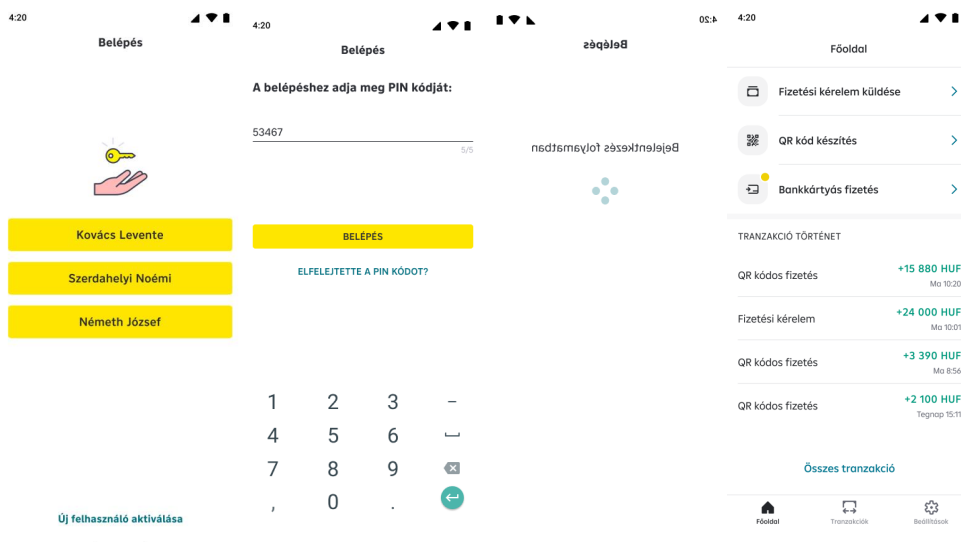 4:20
Belépés
Kovács Levente
Szerdahelyi Noémi
Németh József
Új felhasználó aktiválása
4:20
Belépés
A belépéshez adja meg PIN kódját:
53467
5/5
BELÉPÉS
ELFELEJTETTE A PIN KÓDOT?
1 2 3 –
4 5 6
7 8 9
, 0 .
4:20
Belépés
Bejelentkezés folyamatban
4:20
Főoldal
Fizetési kérelem küldése
QR kód készítés
Bankkártyás fizetés
TRANZAKCIÓ TÖRTÉNET
QR kódos fizetés +15 880 HUF
Ma 10:20
Fizetési kérelem +24 000 HUF
Ma 10:01
QR kódos fizetés +3 390 HUF
Ma 8:56
QR kódos fizetés +2 100 HUF
Tegnap 15:11
Összes tranzakció
Főoldal Tranzakciók Beállítások